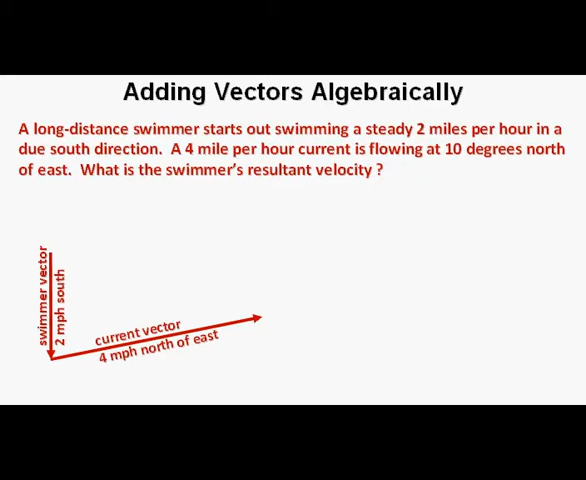 Adding Vectors Algebraically
A long-distance swimmer starts out swimming a steady 2 miles per hour in a
due south direction.  A 4 mile per hour current is flowing at 10 degrees north
of east.  What is the swimmer's resultant velocity ?
swimmer vector
2 mph south
current vector
4 mph north of east